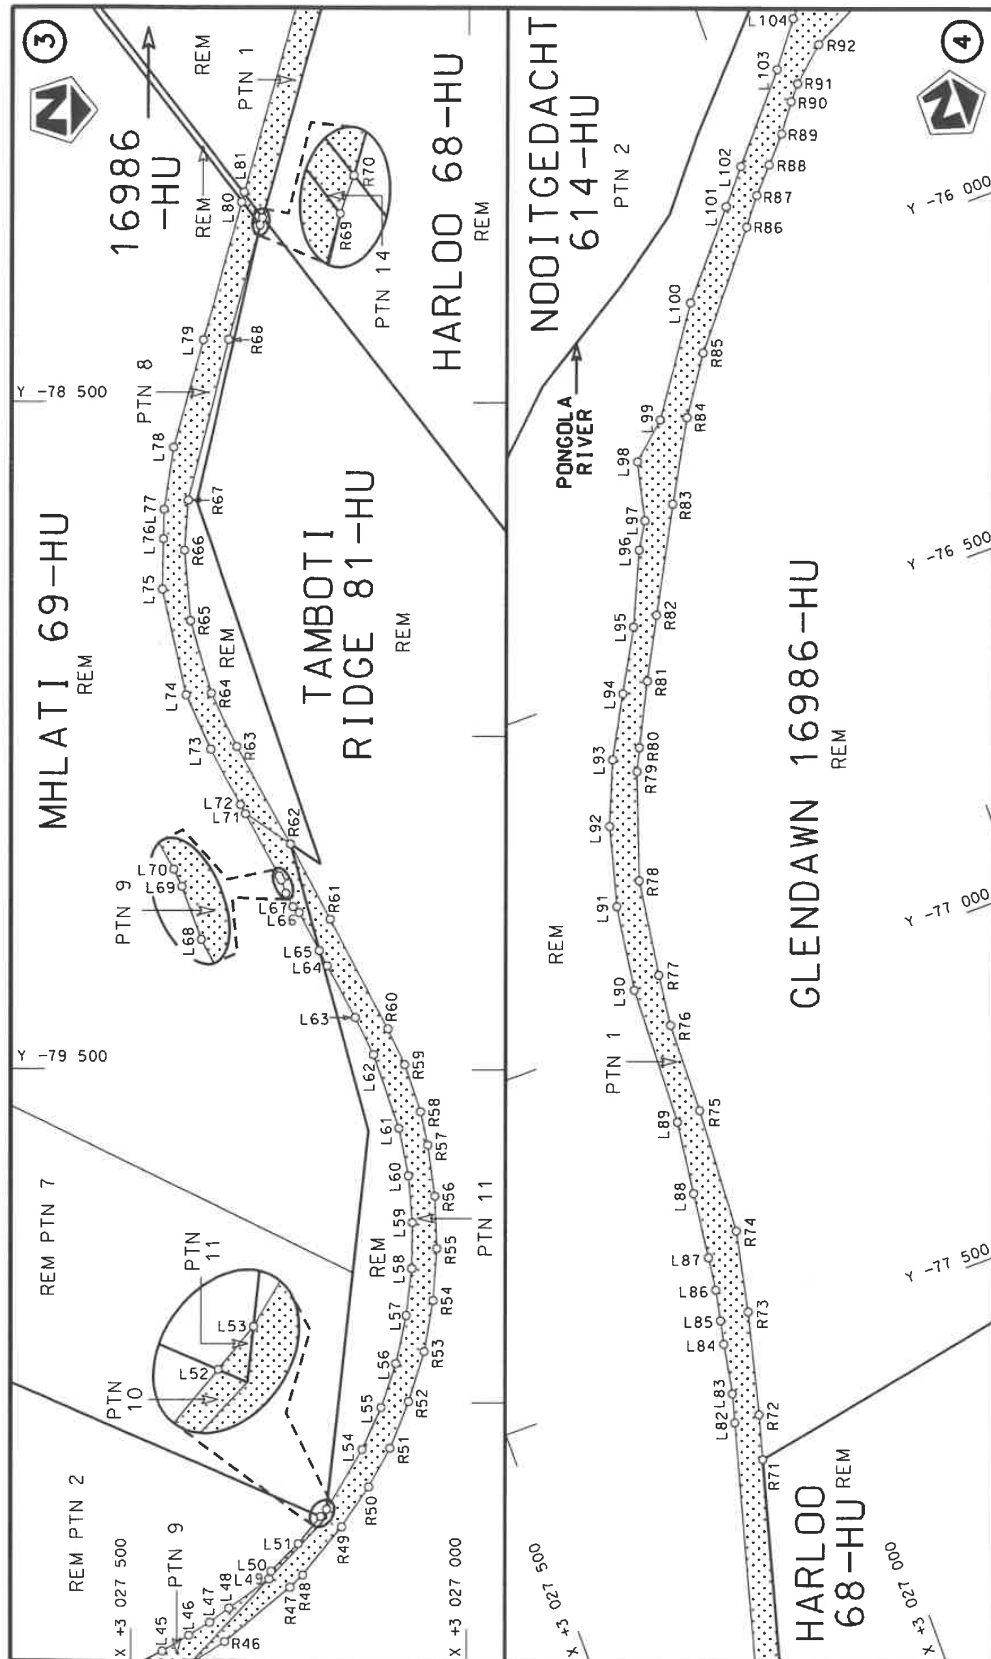 3
N
16986
-HU
REM
PTN 1
REM
L81
L80
R70
R69
PTN 14
HARLOO 68-HU
REM
L79
R68
Y -78 500
PTN 8
L78
L77
L76
L75
R67
R66
R65
REM
R64
R63
L74
L73
L72
L71
R62
MHLATI 69-HU
REM
TAMBOTI
RIDGE 81-HU
REM
PTN 9
L70
L69
L68
L67
L66
L65
L64
L63
L62
L61
L60
L59
L58
L57
L56
L55
L54
R61
R60
R59
R58
R57
R56
R55
R54
R53
R52
R51
R50
R49
Y -79 500
REM
PTN 11
REM PTN 7
PTN
11
L53
L52
PTN
10
REM PTN 2
PTN 9
L51
L50
L49
L48
L47
L46
L45
R48
R47
R46
X +3 027 500
X +3 027 000
4
N
L104
L103
R92
R91
R90
R89
R88
R87
R86
L102
L101
L100
NOOITGEDACHT
614-HU
PTN 2
Y -76 000
PONGOLA
RIVER
L99
L98
L97
L96
L95
L94
L93
L92
L91
L90
L89
L88
L87
L86
L85
L84
L83
L82
R85
R84
R83
R82
R81
R80
R79
R78
R77
R76
R75
R74
R73
R72
R71
Y -76 500
GLENDAWN 16986-HU
REM
REM
PTN 1
Y -77 000
Y -77 500
HARLOO
68-HU REM
X +3 027 500
X +3 027 000